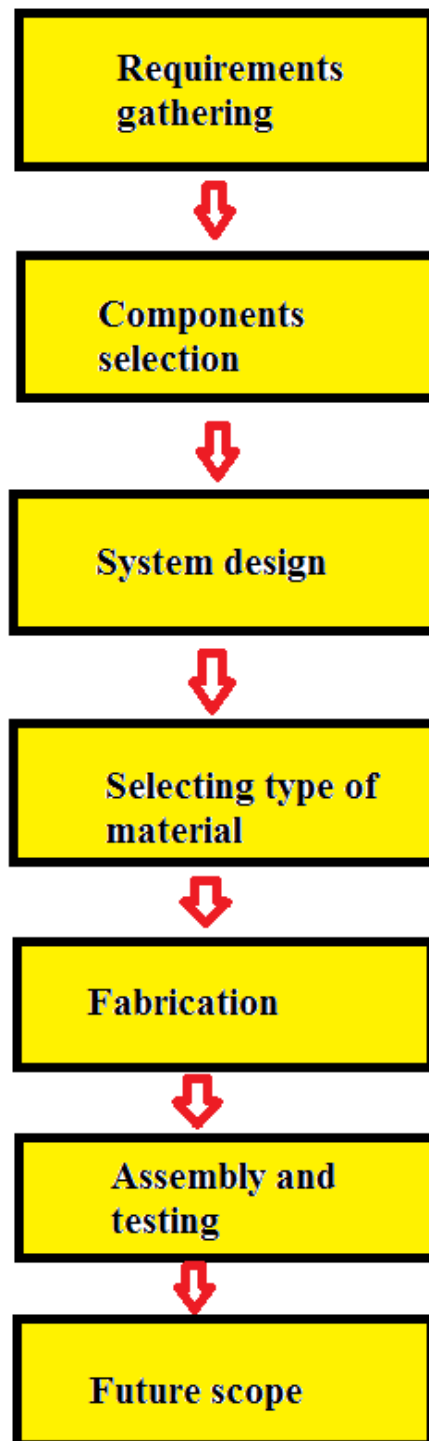 Requirements
gathering
Components
selection
System design
Selecting type of
material
Fabrication
Assembly and
testing
Future scope